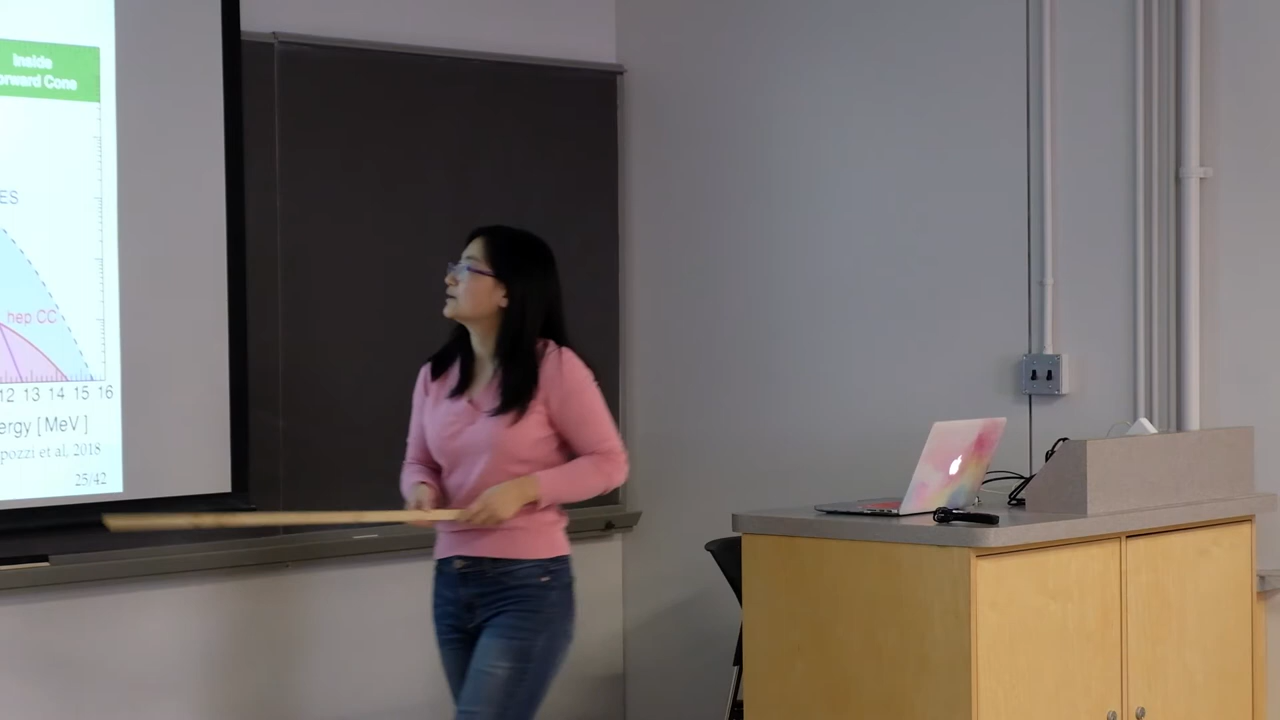 Inside
orward Cone
ES
hep CC
12 13 14 15 16
ergy [ MeV ]
pozzi et al, 2018
25/42